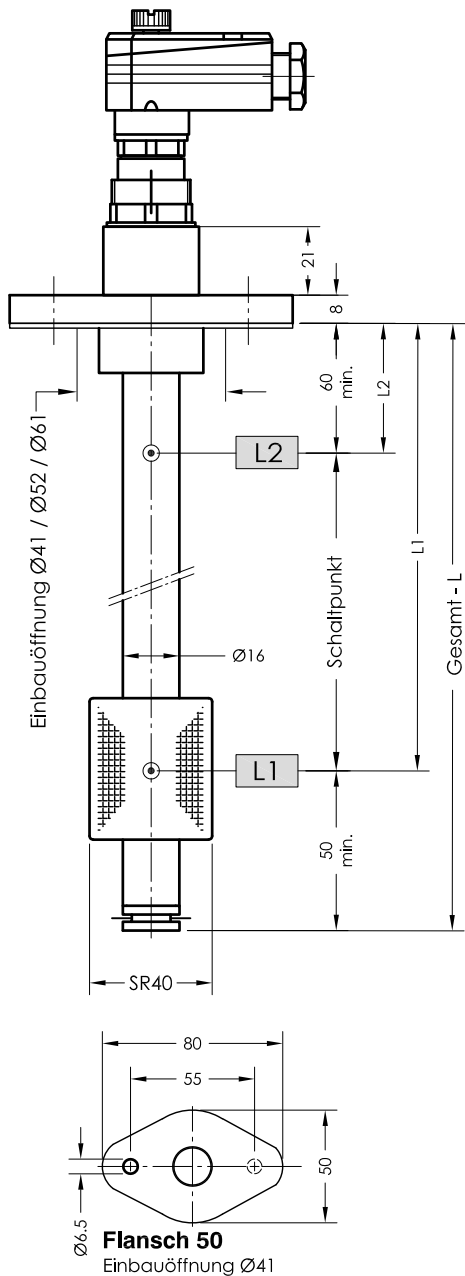 21
8
60
min.
L2
Einbauöffnung Ø41 / Ø52 / Ø61
L2
Schaltpunkt
L1
Gesamt - L
Ø16
L1
50
min.
SR40
80
55
50
Ø6.5
Flansch 50
Einbauöffnung Ø41